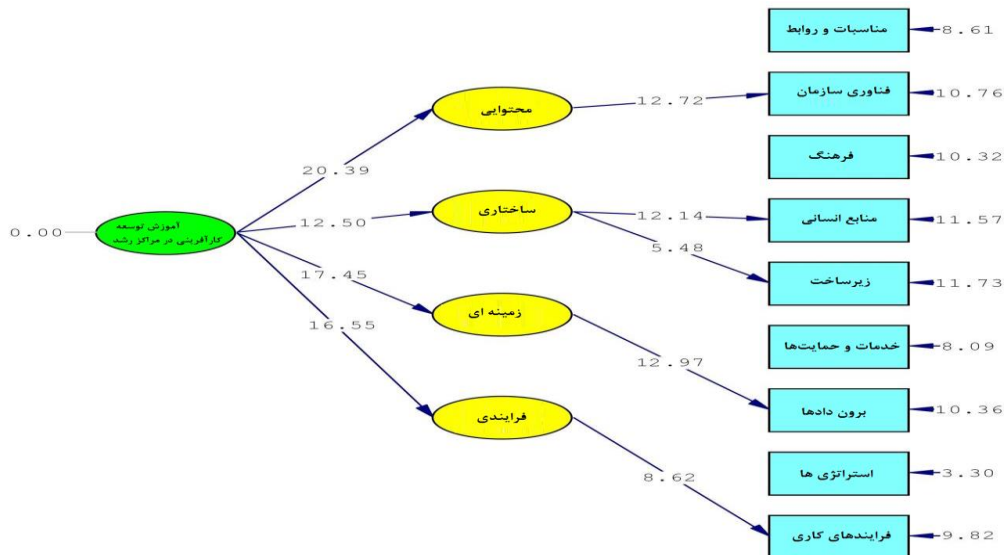 مناسبات و روابط
8.61
محتوایی
12.72
فناوری سازمان
10.76
20.39
فرهنگ
10.32
0.00
آموزش توسعه
کارآفرینی در مراکز رشد
12.50
ساختاری
12.14
منابع انسانی
11.57
5.48
زیرساخت
11.73
17.45
زمینه ای
16.55
خدمات و حمایت‌ها
8.09
12.97
برون دادها
10.36
فرایندی
استراتژی ها
3.30
8.62
فرایندهای کاری
9.82